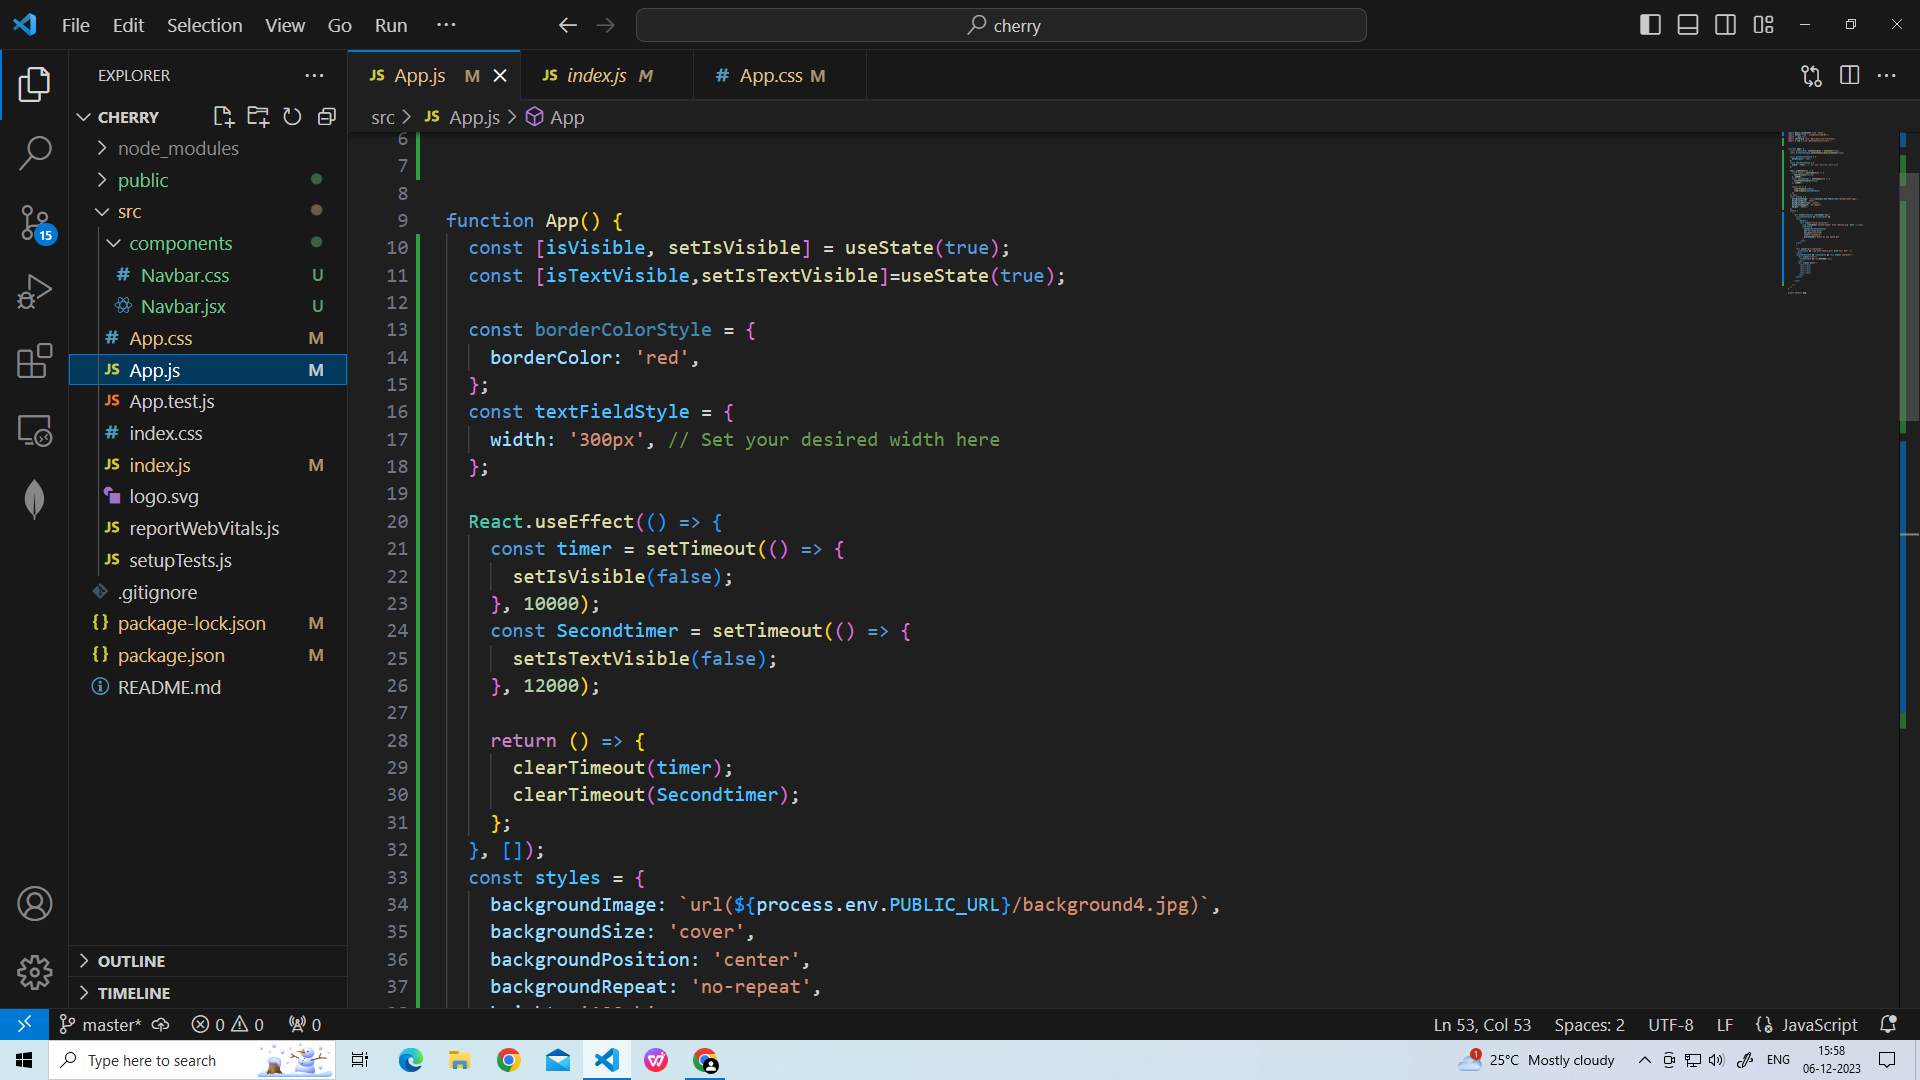 File Edit Selection View Go Run ···
cherry
EXPLORER
CHERRY
node_modules
public
src
components
Navbar.css U
Navbar.jsx U
App.css M
App.js M
App.test.js
index.css
index.js M
logo.svg
reportWebVitals.js
setupTests.js
.gitignore
package-lock.json M
package.json M
README.md
OUTLINE
TIMELINE
15
JS App.js M
JS index.js M
# App.css M
src > JS App.js > App
6
7
8
9 function App() {
10 const [isVisible, setIsVisible] = useState(true);
11 const [isTextVisible,setIsTextVisible]=useState(true);
12
13 const borderColorStyle = {
14 borderColor: 'red',
15 };
16 const textFieldStyle = {
17 width: '300px', // Set your desired width here
18 };
19
20 React.useEffect(() => {
21 const timer = setTimeout(() => {
22 setIsVisible(false);
23 }, 10000);
24 const Secondtimer = setTimeout(() => {
25 setIsTextVisible(false);
26 }, 12000);
27
28 return () => {
29 clearTimeout(timer);
30 clearTimeout(Secondtimer);
31 };
32 }, []);
33 const styles = {
34 backgroundImage: `url(${process.env.PUBLIC_URL}/background4.jpg)`,
35 backgroundSize: 'cover',
36 backgroundPosition: 'center',
37 backgroundRepeat: 'no-repeat',
master* 0 0 0
Ln 53, Col 53 Spaces: 2 UTF-8 LF {} JavaScript
Type here to search
1 25°C Mostly cloudy ENG
15:58
06-12-2023